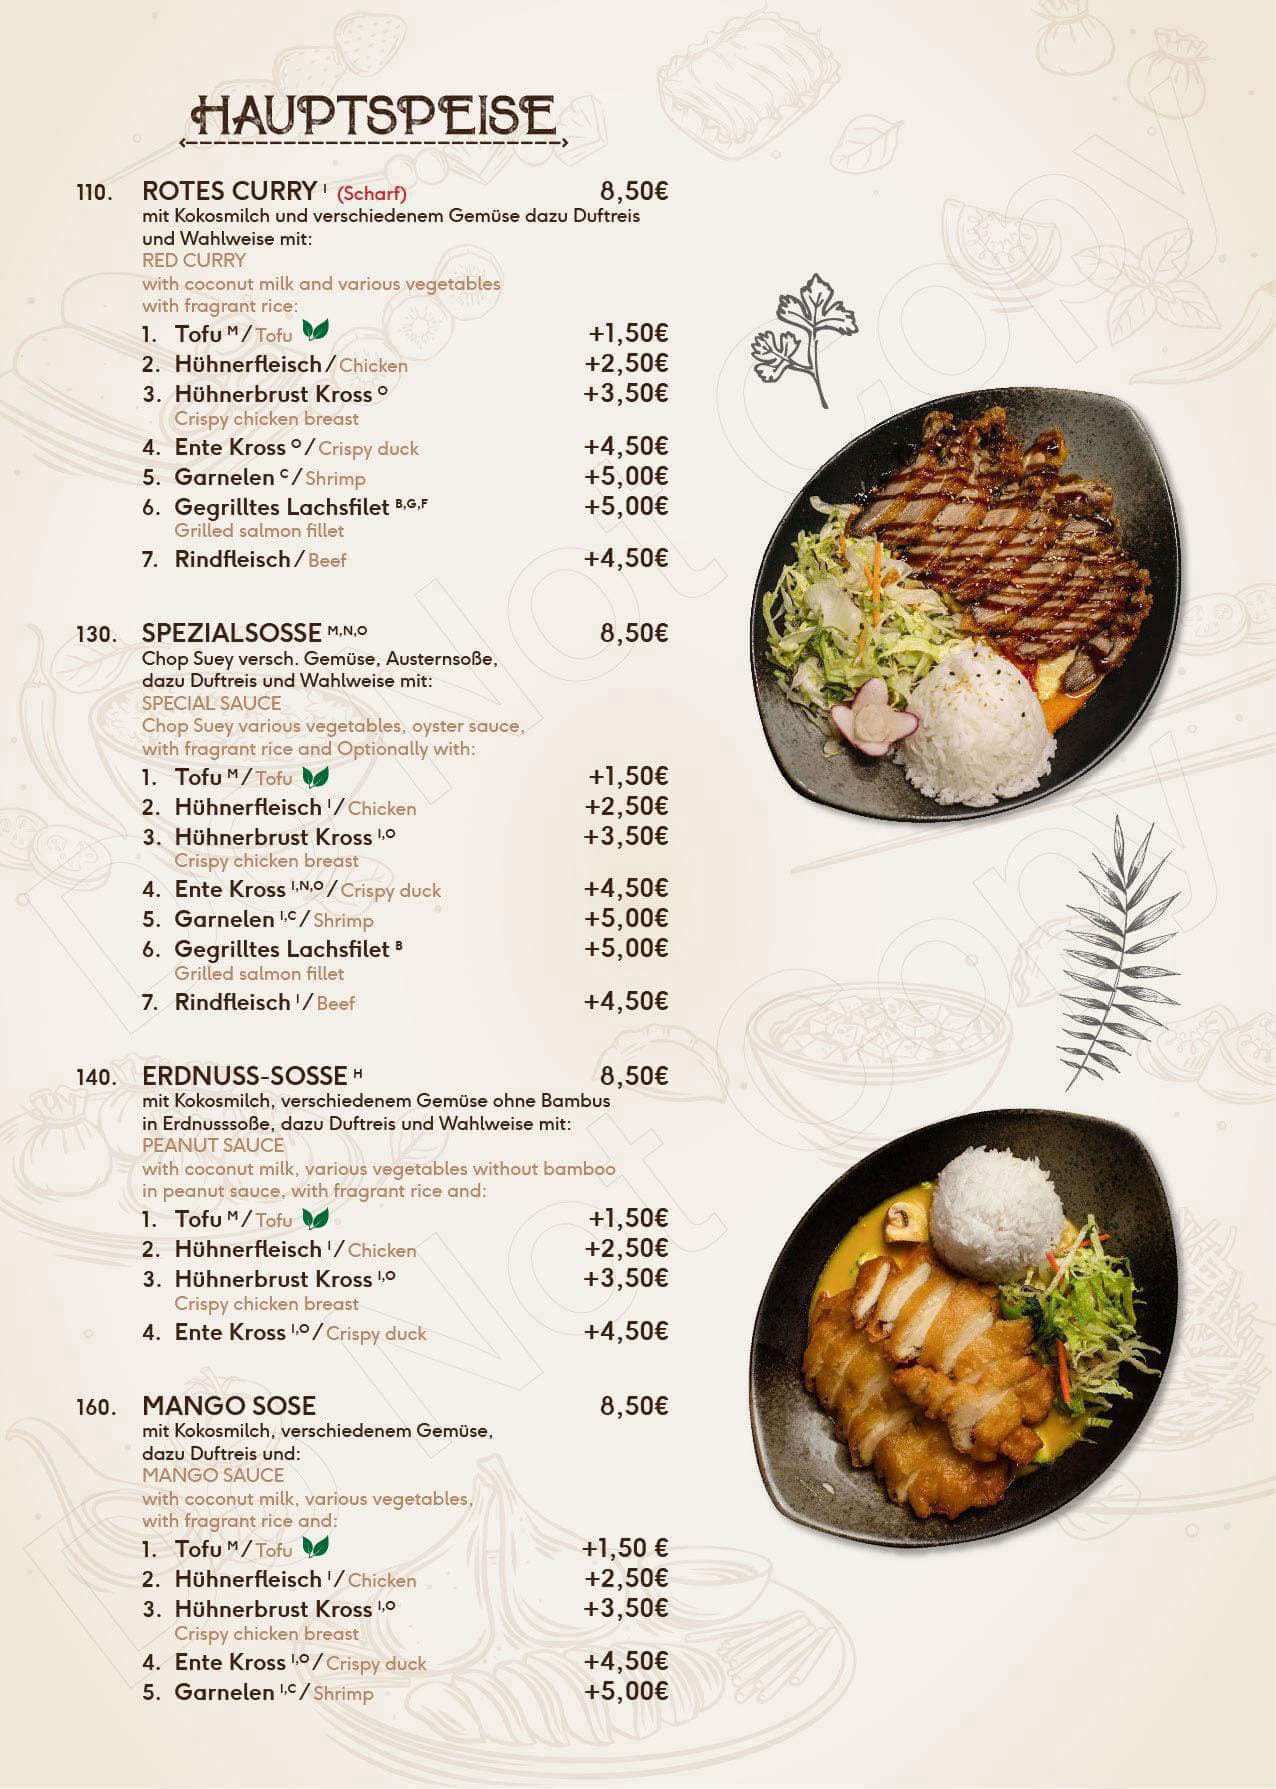 HAUPTSPEISE
110. ROTES CURRY I (Scharf) 8,50€
mit Kokosmilch und verschiedenem Gemüse dazu Duftreis
und Wahlweise mit:
RED CURRY
with coconut milk and various vegetables
with fragrant rice:
1. Tofu M / Tofu +1,50€
2. Hühnerfleisch / Chicken +2,50€
3. Hühnerbrust Kross O +3,50€
Crispy chicken breast
4. Ente Kross O / Crispy duck +4,50€
5. Garnelen C / Shrimp +5,00€
6. Gegrilltes Lachsfilet B,G,F +5,00€
Grilled salmon fillet
7. Rindfleisch / Beef +4,50€
130. SPEZIALSOSSE M,N,O 8,50€
Chop Suey versch. Gemüse, Austernsoße,
dazu Duftreis und Wahlweise mit:
SPECIAL SAUCE
Chop Suey various vegetables, oyster sauce,
with fragrant rice and Optionally with:
1. Tofu M / Tofu +1,50€
2. Hühnerfleisch I / Chicken +2,50€
3. Hühnerbrust Kross I,O +3,50€
Crispy chicken breast
4. Ente Kross I,N,O / Crispy duck +4,50€
5. Garnelen I,C / Shrimp +5,00€
6. Gegrilltes Lachsfilet B +5,00€
Grilled salmon fillet
7. Rindfleisch I / Beef +4,50€
140. ERDNUSS-SOSSE H 8,50€
mit Kokosmilch, verschiedenem Gemüse ohne Bambus
in Erdnusssoße, dazu Duftreis und Wahlweise mit:
PEANUT SAUCE
with coconut milk, various vegetables without bamboo
in peanut sauce, with fragrant rice and:
1. Tofu M / Tofu +1,50€
2. Hühnerfleisch I / Chicken +2,50€
3. Hühnerbrust Kross I,O +3,50€
Crispy chicken breast
4. Ente Kross I,O / Crispy duck +4,50€
160. MANGO SOSE 8,50€
mit Kokosmilch, verschiedenem Gemüse,
dazu Duftreis und:
MANGO SAUCE
with coconut milk, various vegetables,
with fragrant rice and:
1. Tofu M / Tofu +1,50 €
2. Hühnerfleisch I / Chicken +2,50€
3. Hühnerbrust Kross I,O +3,50€
Crispy chicken breast
4. Ente Kross I,O / Crispy duck +4,50€
5. Garnelen I,C / Shrimp +5,00€
Do Not Copy
Do Not Copy